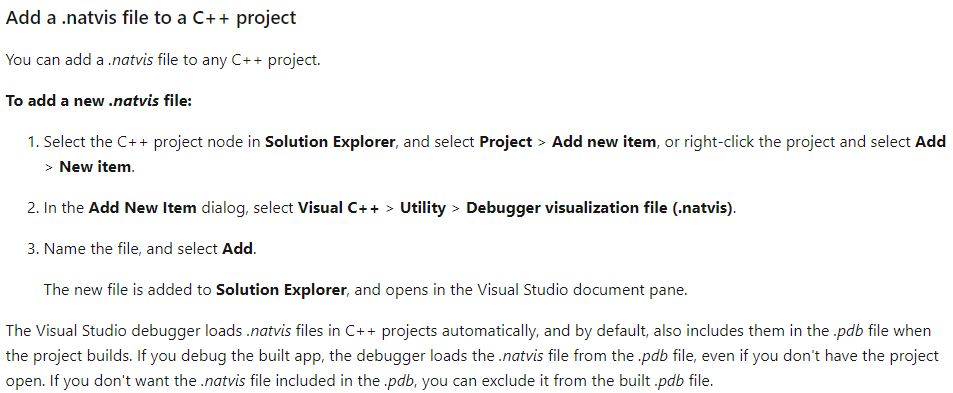 Add a .natvis file to a C++ project
You can add a .natvis file to any C++ project.
To add a new .natvis file:
1. Select the C++ project node in Solution Explorer, and select Project > Add new item, or right-click the project and select Add
> New item.
2. In the Add New Item dialog, select Visual C++ > Utility > Debugger visualization file (.natvis).
3. Name the file, and select Add.
The new file is added to Solution Explorer, and opens in the Visual Studio document pane.
The Visual Studio debugger loads .natvis files in C++ projects automatically, and by default, also includes them in the .pdb file when
the project builds. If you debug the built app, the debugger loads the .natvis file from the .pdb file, even if you don't have the project
open. If you don't want the .natvis file included in the .pdb, you can exclude it from the built .pdb file.